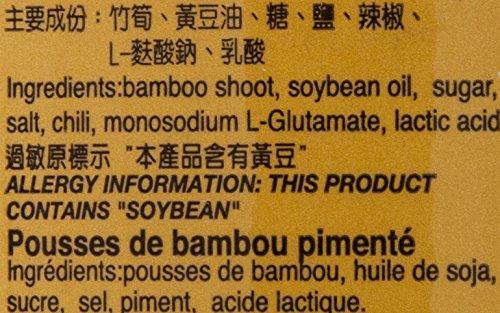 主要成份：竹筍、黃豆油、糖、鹽、辣椒、
L-麩酸鈉、乳酸
Ingredients:bamboo shoot, soybean oil, sugar,
salt, chili, monosodium L-Glutamate, lactic acid
過敏原標示 "本產品含有黃豆"
ALLERGY INFORMATION: THIS PRODUCT
CONTAINS "SOYBEAN"
Pousses de bambou pimenté
Ingrédients:pousses de bambou, huile de soja,
sucre, sel, piment, acide lactique.